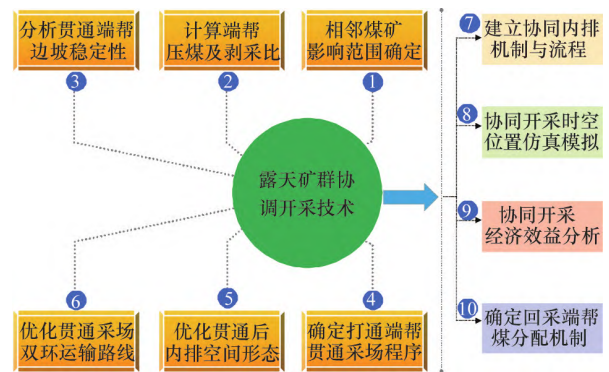 分析贯通端帮
边坡稳定性
3
计算端帮
压煤及剥采比
2
相邻煤矿
影响范围确定
1
露天矿群协
调开采技术
6
优化贯通采场
双环运输路线
5
优化贯通后
内排空间形态
4
确定打通端帮
贯通采场程序
7
建立协同内排
机制与流程
8
协同开采时空
位置仿真模拟
9
协同开采
经济效益分析
10
确定回采端帮
煤分配机制